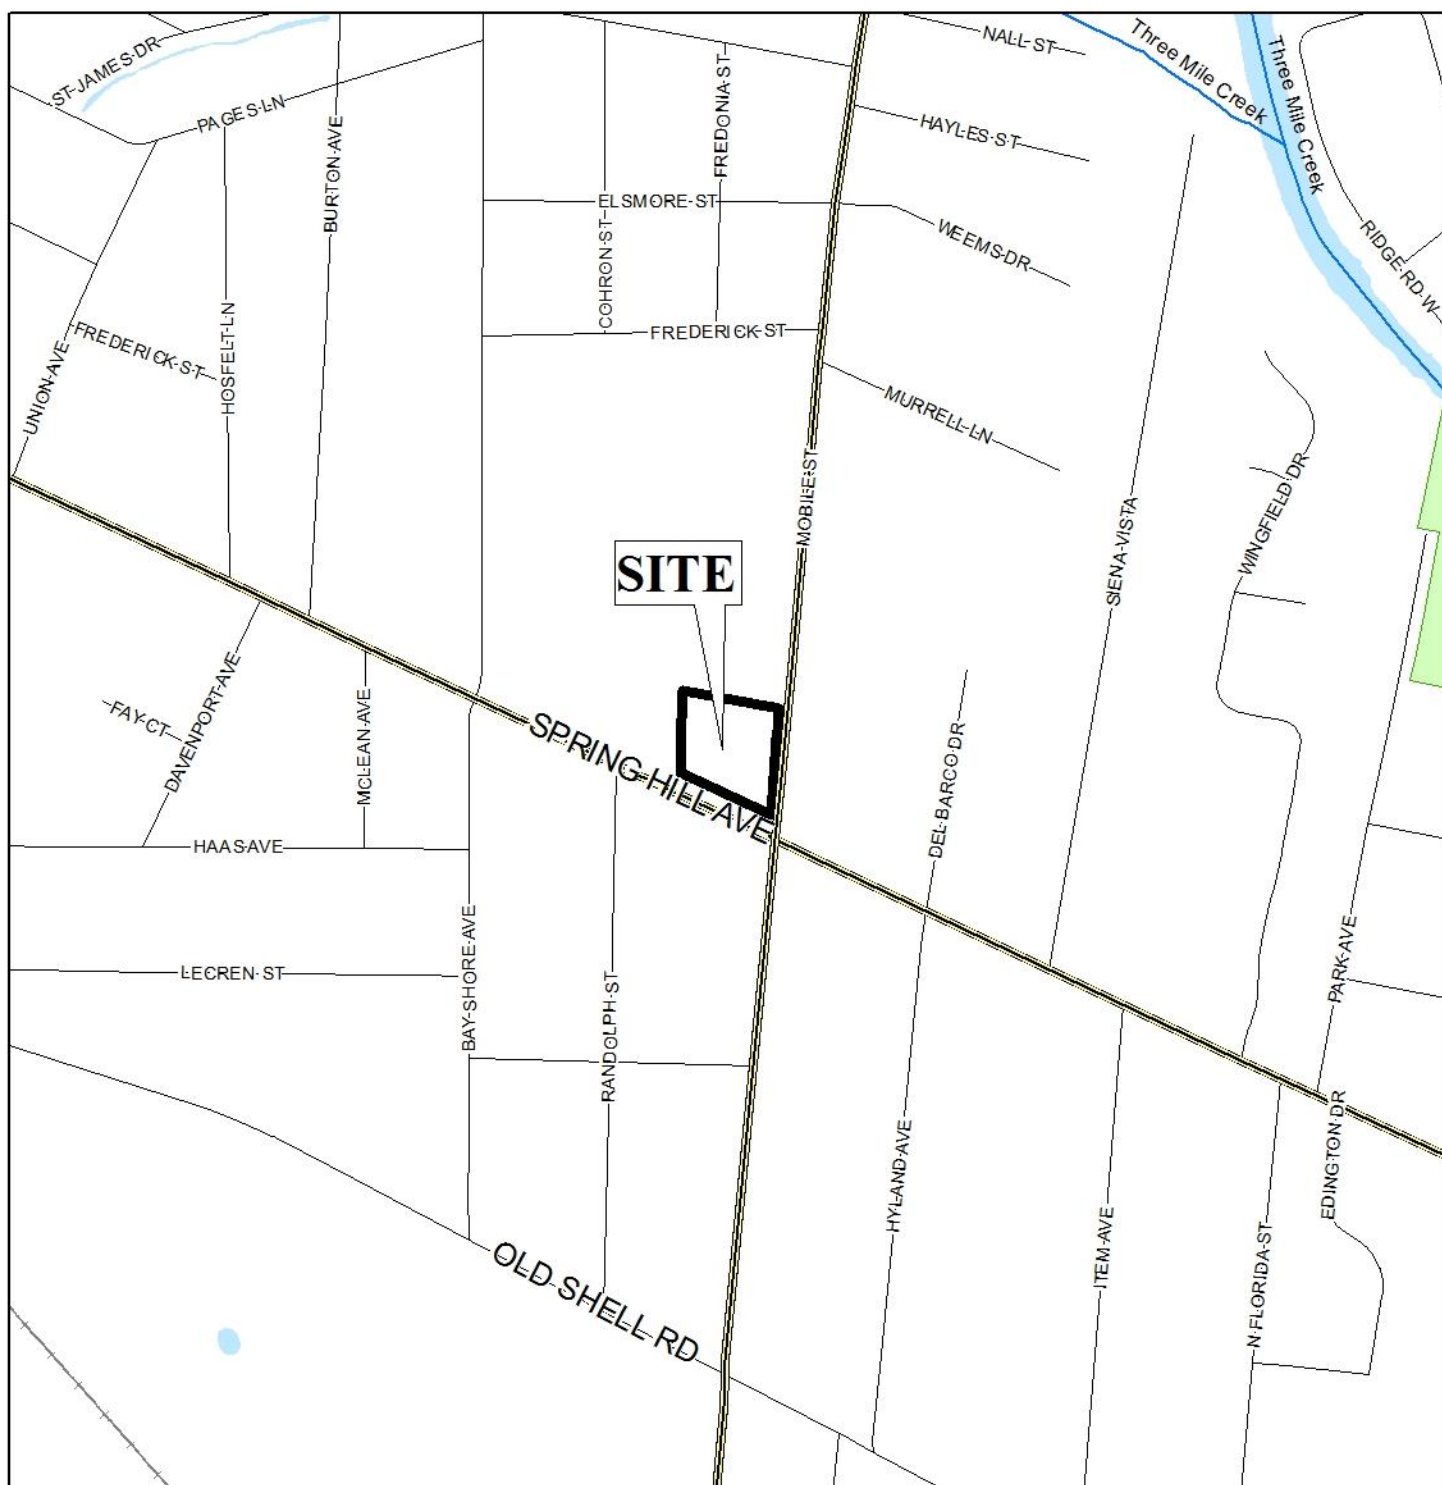 ST JAMES DR
PAGES LN
BURTON AVE
FREDONIA ST
NALL ST
Three Mile Creek
Three Mile Creek
HAYLES ST
ELSMORE ST
COHRON ST
WEEMS DR
RIDGE RD W
UNION AVE
FREDERICK ST
HOSFELT LN
FREDERICK ST
MURRELL LN
MOBILE ST
SIENA VISTA
WINGFIELD DR
SITE
FAY CT
DAVENPORT AVE
MCLEAN AVE
SPRING HILL AVE
DEL BARCO DR
HAAS AVE
LECREN ST
BAY SHORE AVE
RANDOLPH ST
PARK AVE
HYLAND AVE
ITEM AVE
N FLORIDA ST
EDINGTON DR
OLD SHELL RD